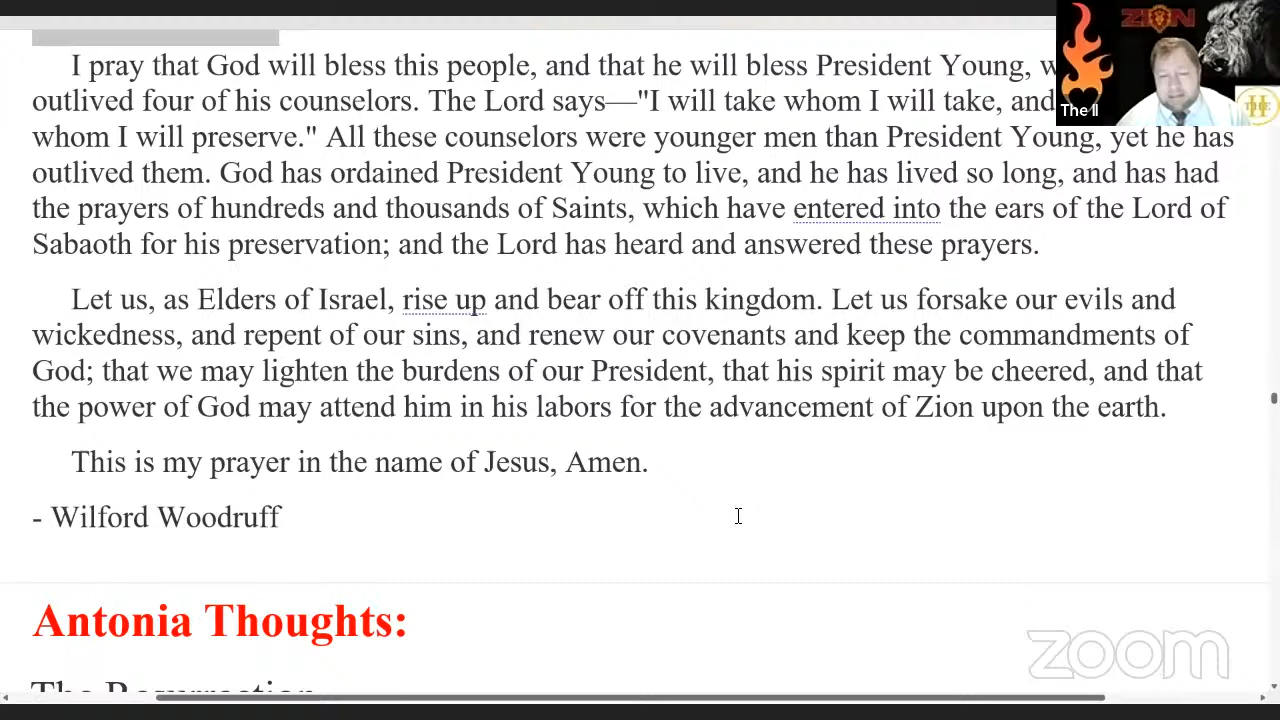 I pray that God will bless this people, and that he will bless President Young, w
outlived four of his counselors. The Lord says—"I will take whom I will take, and
whom I will preserve." All these counselors were younger men than President Young, yet he has
outlived them. God has ordained President Young to live, and he has lived so long, and has had
the prayers of hundreds and thousands of Saints, which have entered into the ears of the Lord of
Sabaoth for his preservation; and the Lord has heard and answered these prayers.
Let us, as Elders of Israel, rise up and bear off this kingdom. Let us forsake our evils and
wickedness, and repent of our sins, and renew our covenants and keep the commandments of
God; that we may lighten the burdens of our President, that his spirit may be cheered, and that
the power of God may attend him in his labors for the advancement of Zion upon the earth.
This is my prayer in the name of Jesus, Amen.
- Wilford Woodruff
Antonia Thoughts:
The Resurrection
ZION
The II
zoom